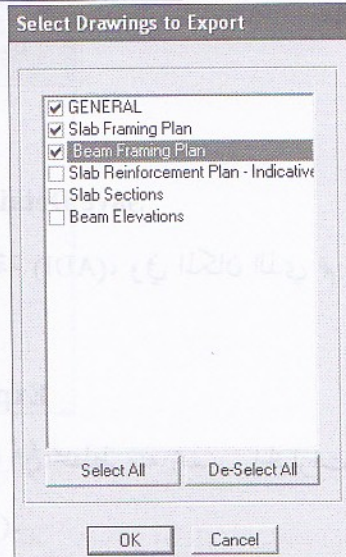 Select Drawings to Export
GENERAL
Slab Framing Plan
Beam Framing Plan
Slab Reinforcement Plan - Indicative
Slab Sections
Beam Elevations
Select All
De-Select All
OK
Cancel